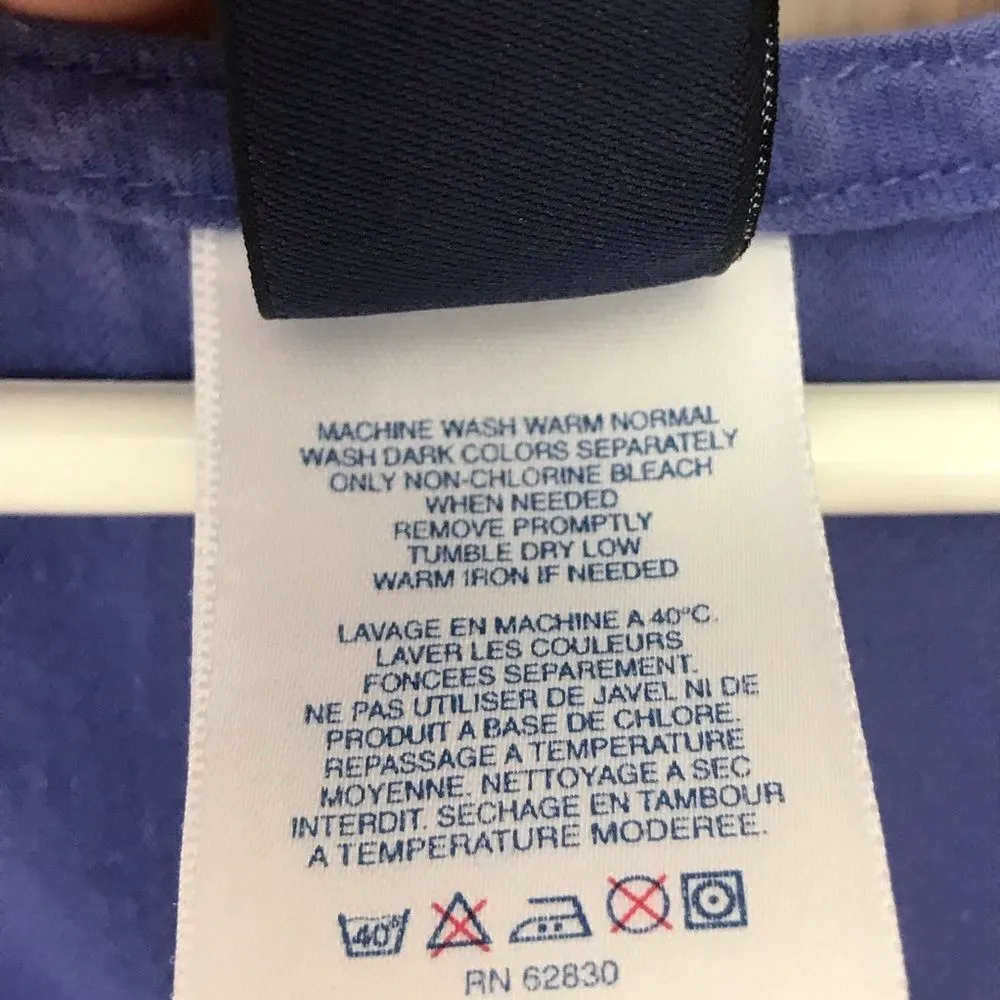 MACHINE WASH WARM NORMAL
WASH DARK COLORS SEPARATELY
ONLY NON-CHLORINE BLEACH
WHEN NEEDED
REMOVE PROMPTLY
TUMBLE DRY LOW
WARM IRON IF NEEDED
LAVAGE EN MACHINE A 40°C.
LAVER LES COULEURS
FONCEES SEPAREMENT.
NE PAS UTILISER DE JAVEL NI DE
PRODUIT A BASE DE CHLORE.
REPASSAGE A TEMPERATURE
MOYENNE. NETTOYAGE A SEC
INTERDIT. SECHAGE EN TAMBOUR
A TEMPERATURE MODEREE.
40°
RN 62830